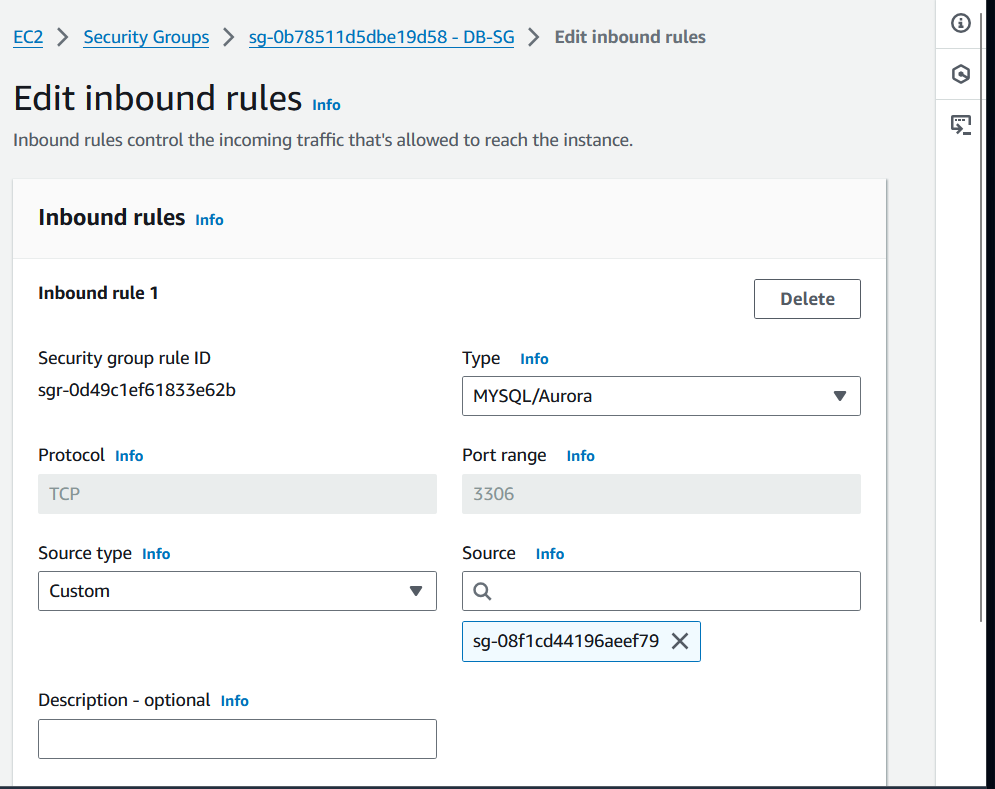 EC2 > Security Groups > sg-0b78511d5dbe19d58 - DB-SG > Edit inbound rules
Edit inbound rules Info
Inbound rules control the incoming traffic that's allowed to reach the instance.
Inbound rules Info
Inbound rule 1
Delete
Security group rule ID
sgr-0d49c1ef61833e62b
Type Info
MYSQL/Aurora
Protocol Info
TCP
Port range Info
3306
Source type Info
Custom
Source Info
sg-08f1cd44196aeef79
Description - optional Info